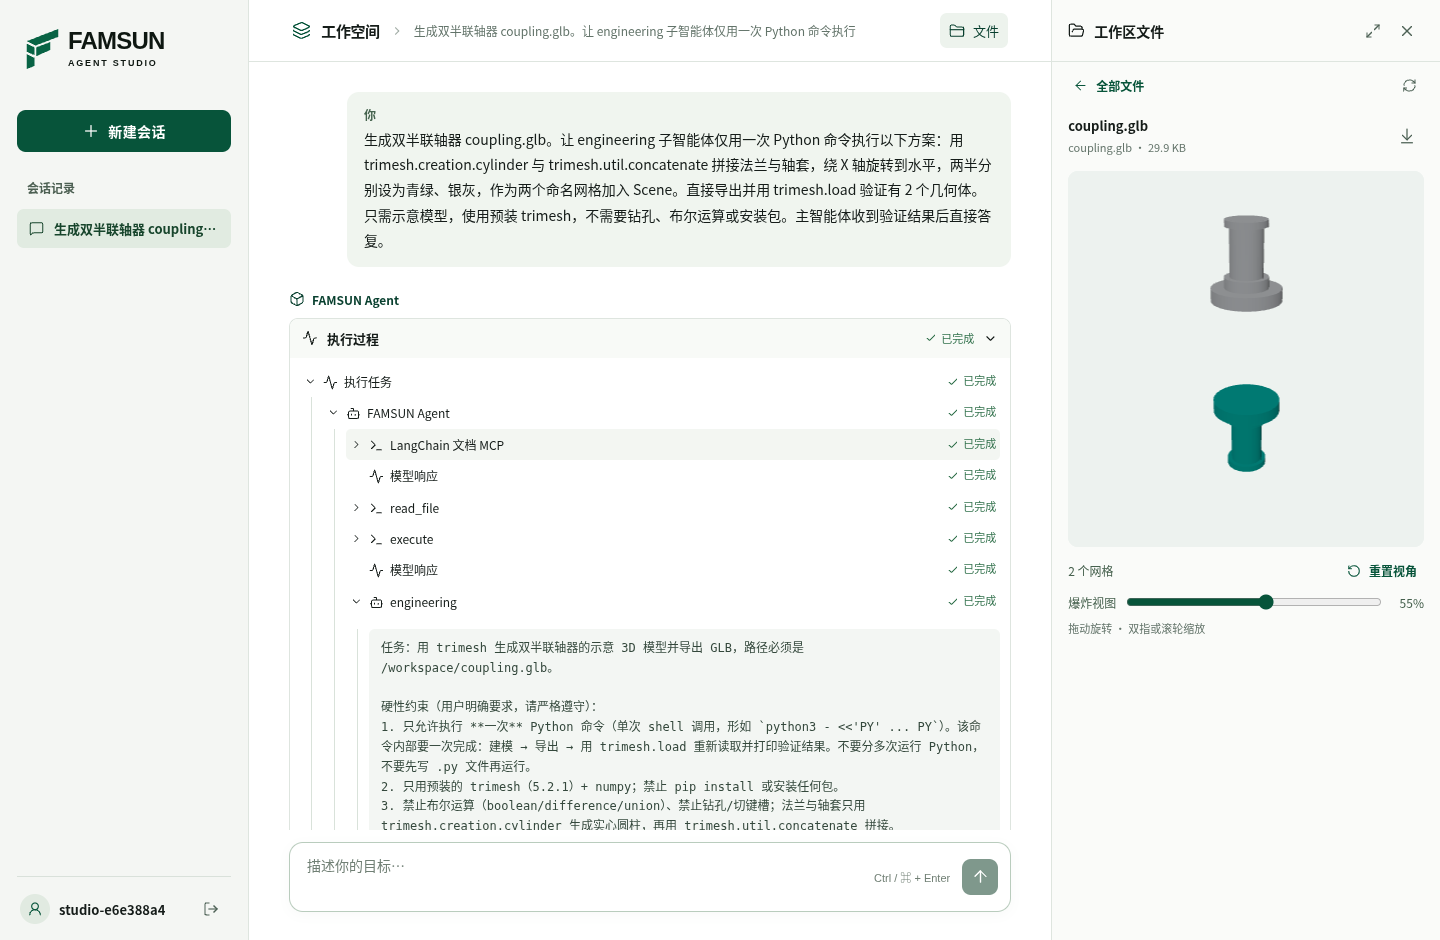 FAMSUN
AGENT STUDIO
新建会话
会话记录
生成双半联轴器 coupling…
studio-e6e388a4
工作空间
生成双半联轴器 coupling.glb。让 engineering 子智能体仅用一次 Python 命令执行
文件
你
生成双半联轴器 coupling.glb。让 engineering 子智能体仅用一次 Python 命令执行以下方案：用
trimesh.creation.cylinder 与 trimesh.util.concatenate 拼接法兰与轴套，绕 X 轴旋转到水平，两半分
别设为青绿、银灰，作为两个命名网格加入 Scene。直接导出并用 trimesh.load 验证有 2 个几何体。
只需示意模型，使用预装 trimesh，不需要钻孔、布尔运算或安装包。主智能体收到验证结果后直接答
复。
FAMSUN Agent
执行过程
已完成
执行任务
已完成
FAMSUN Agent
已完成
LangChain 文档 MCP
已完成
模型响应
已完成
read_file
已完成
execute
已完成
模型响应
已完成
engineering
已完成
任务：用 trimesh 生成双半联轴器的示意 3D 模型并导出 GLB，路径必须是
/workspace/coupling.glb。
硬性约束（用户明确要求，请严格遵守）：
1. 只允许执行 **一次** Python 命令（单次 shell 调用，形如 `python3 - <<'PY' ... PY`）。该命
令内部要一次完成：建模 → 导出 → 用 trimesh.load 重新读取并打印验证结果。不要分多次运行 Python，
不要先写 .py 文件再运行。
2. 只用预装的 trimesh（5.2.1）+ numpy；禁止 pip install 或安装任何包。
3. 禁止布尔运算（boolean/difference/union）、禁止钻孔/切键槽；法兰与轴套只用
trimesh.creation.cylinder 生成实心圆柱，再用 trimesh.util.concatenate 拼接。
描述你的目标…
Ctrl / ⌘ + Enter
工作区文件
全部文件
coupling.glb
coupling.glb · 29.9 KB
2 个网格
重置视角
爆炸视图
55%
拖动旋转 · 双指或滚轮缩放